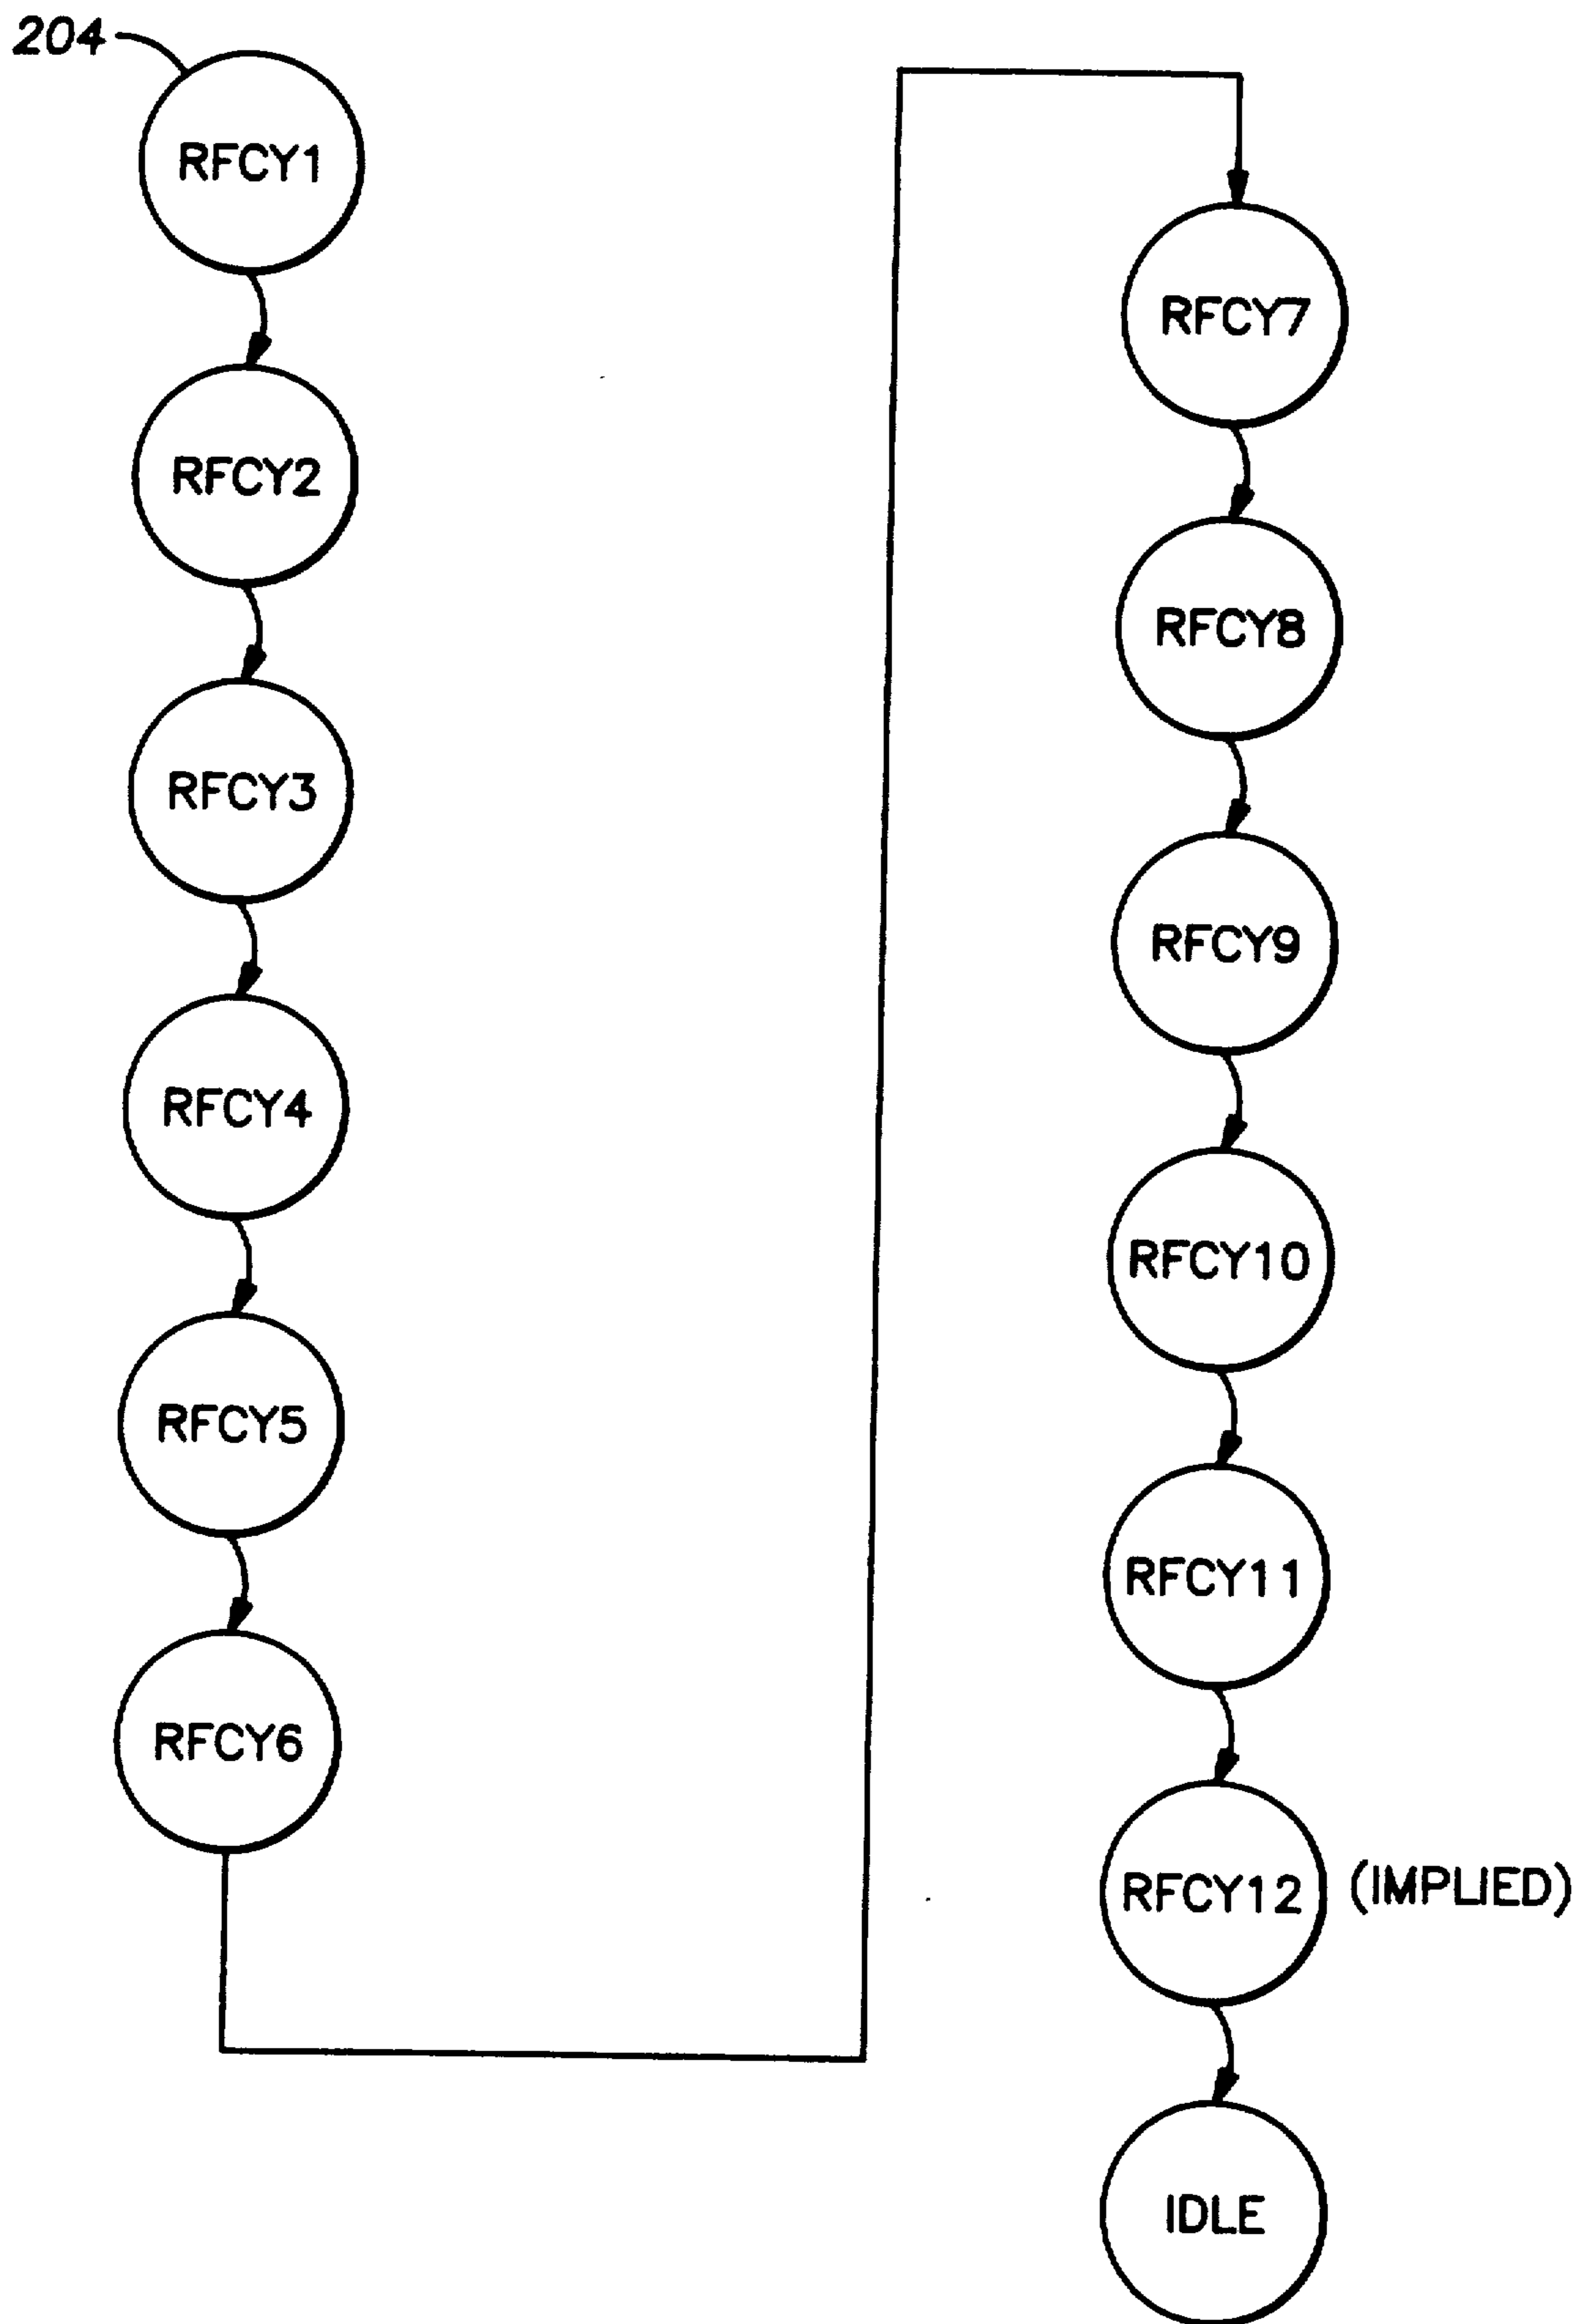 204
RFCY1
RFCY2
RFCY3
RFCY4
RFCY5
RFCY6
RFCY7
RFCY8
RFCY9
RFCY10
RFCY11
RFCY12 (IMPLIED)
IDLE